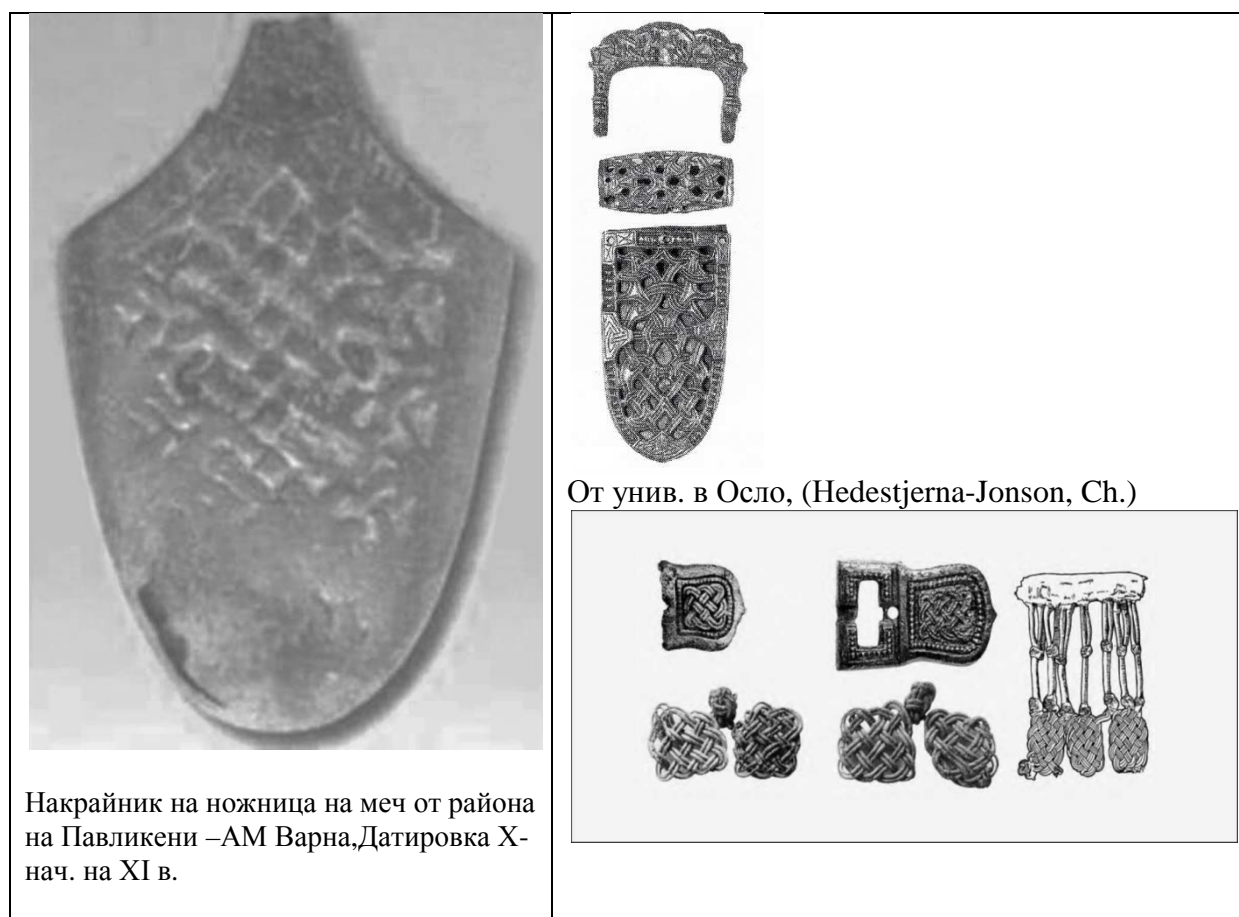 От унив. в Осло, (Hedestjerna-Jonson, Ch.)
Накрайник на ножница на меч от района
на Павликени –АМ Варна,Датировка X-
нач. на XI в.